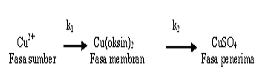 k₁ k₂
Cu²⁺ Cu(oksin)₂ CuSO₄
Fasa sumber Fasa membran Fasa penerima